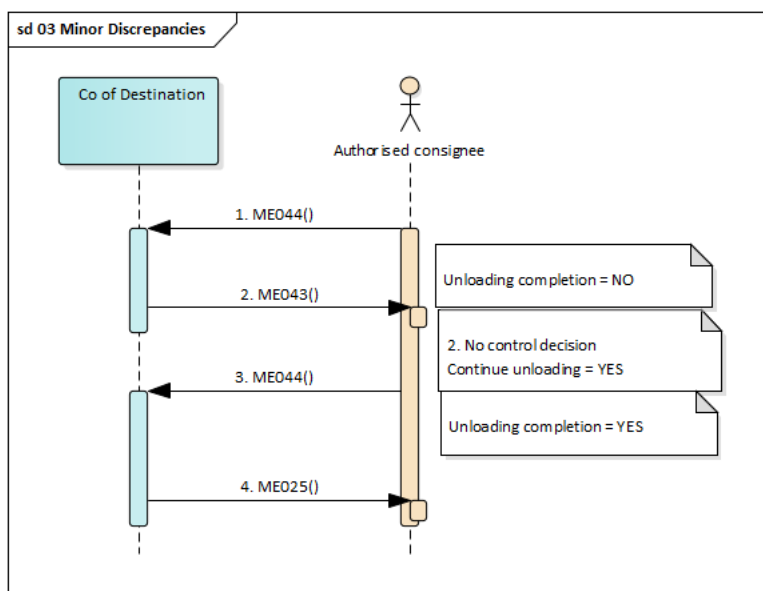 sd 03 Minor Discrepancies
Co of Destination
Authorised consignee
1. ME044()
Unloading completion = NO
2. ME043()
2. No control decision
Continue unloading = YES
3. ME044()
Unloading completion = YES
4. ME025()